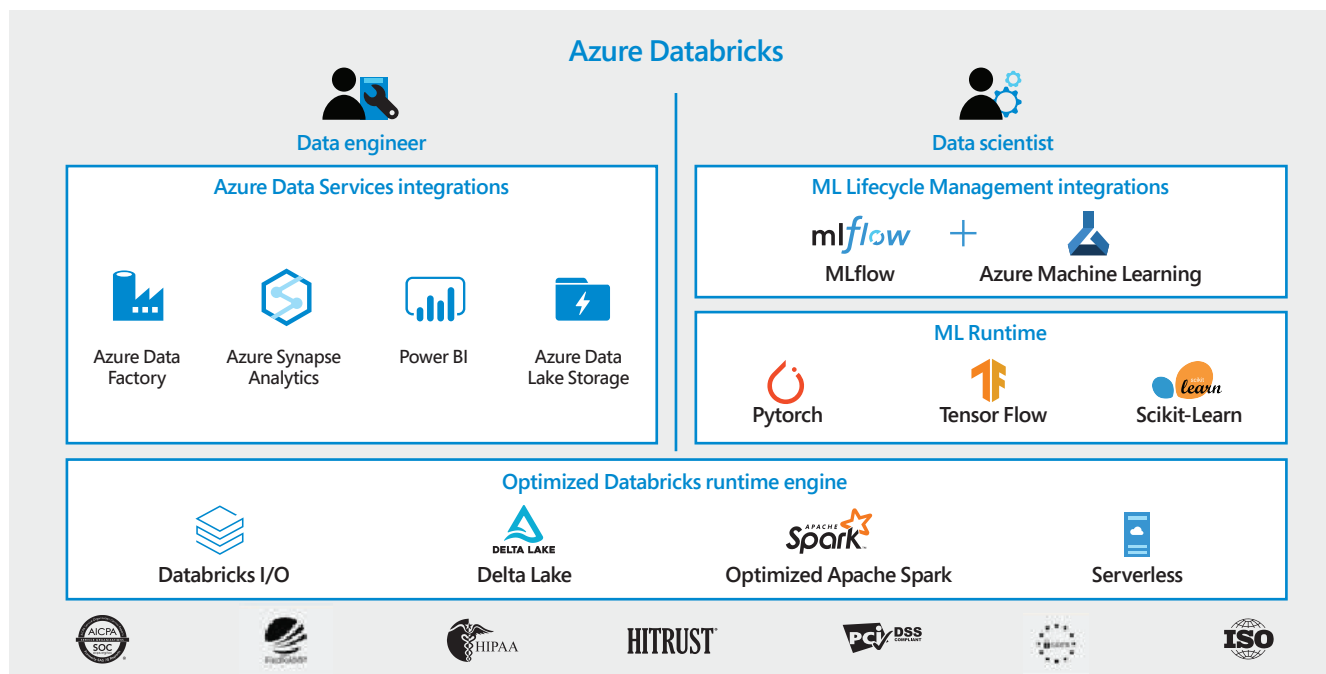 Azure Databricks
Data engineer
Data scientist
Azure Data Services integrations
Azure Data
Factory
Azure Synapse
Analytics
Power BI
Azure Data
Lake Storage
ML Lifecycle Management integrations
mlflow
MLflow
Azure Machine Learning
ML Runtime
Pytorch
Tensor Flow
scikit
learn
Scikit-Learn
Optimized Databricks runtime engine
Databricks I/O
DELTA LAKE
Delta Lake
APACHE
Spark™
Optimized Apache Spark
Serverless
AICPA
SOC
HIPAA
HITRUST
PCI DSS
COMPLIANT
ISO